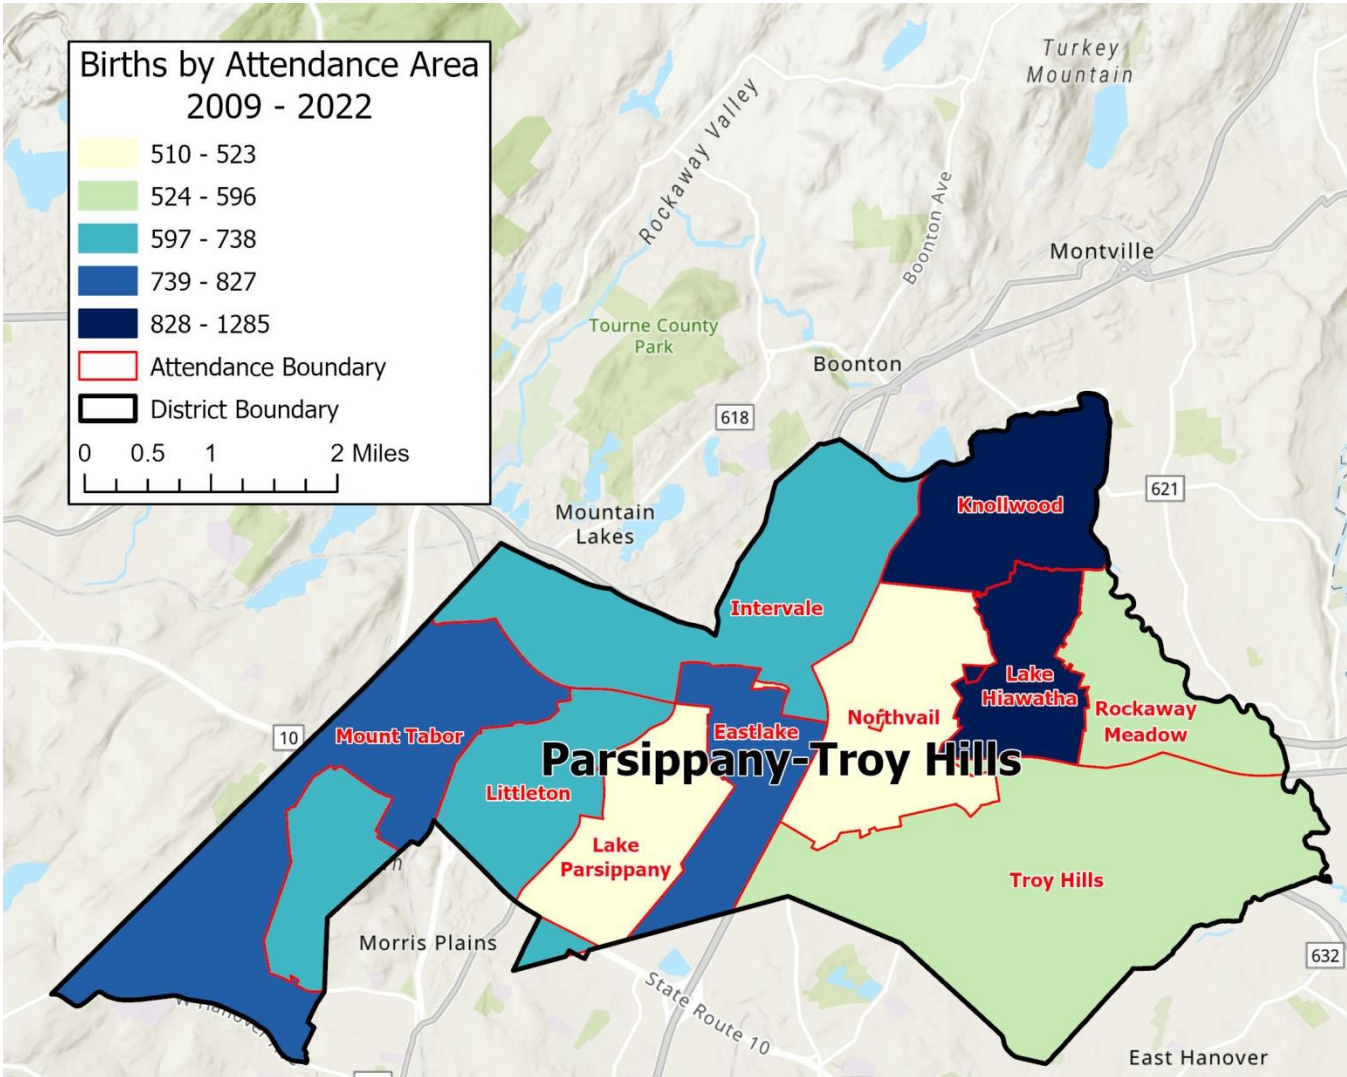 Births by Attendance Area
2009 - 2022
510 - 523
524 - 596
597 - 738
739 - 827
828 - 1285
Attendance Boundary
District Boundary
0 0.5 1 2 Miles
Turkey
Mountain
Rockaway Valley
Boonton Ave
Montville
Tourne County
Park
Boonton
618
621
Mountain
Lakes
Knollwood
Intervale
Lake
Hiawatha
Rockaway
Meadow
Northvail
Eastlake
Mount Tabor
10
Parsippany-Troy Hills
Littleton
Lake
Parsippany
Troy Hills
Morris Plains
632
State Route 10
East Hanover